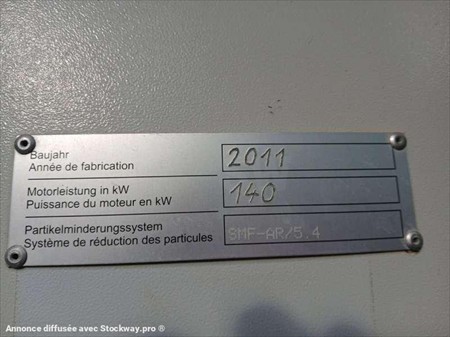 Baujahr
Année de fabrication
2011
Motorleistung in kW
Puissance du moteur en kW
140
Partikelminderungssystem
Système de réduction des particules
SMF-AR/5.4
Annonce diffusée avec Stockway.pro ®